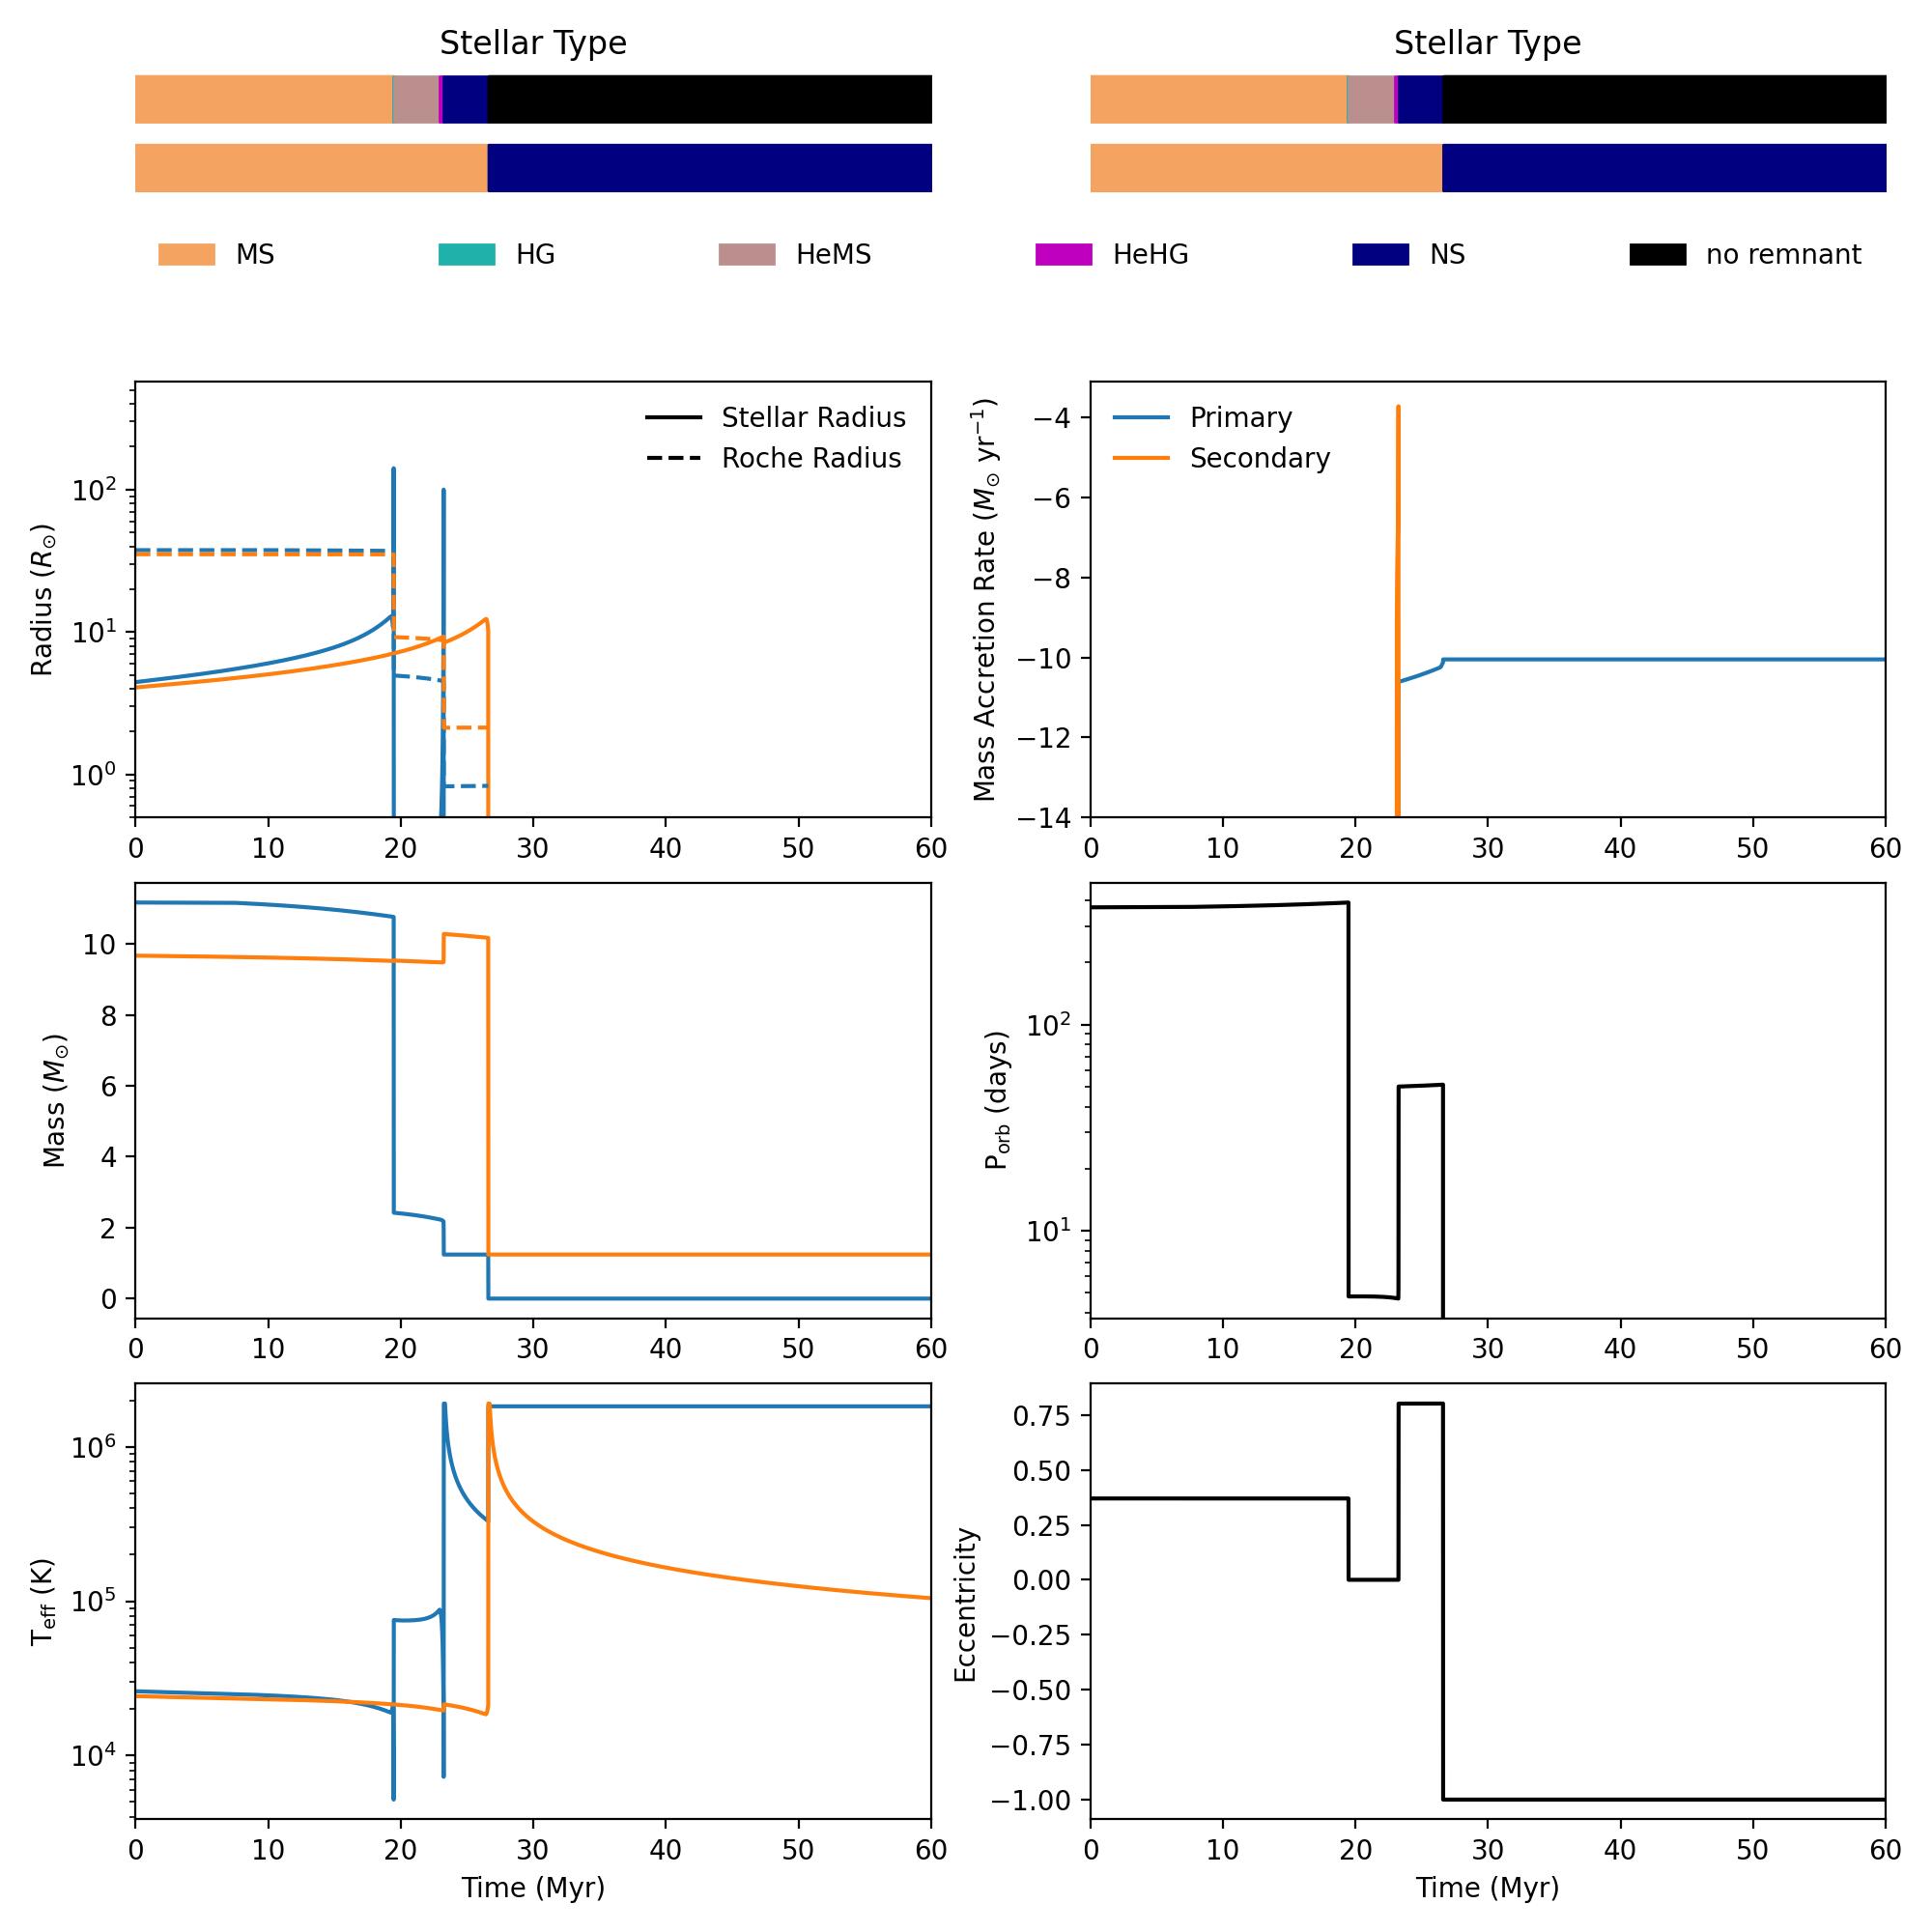 Stellar Type
Stellar Type
MS HG HeMS HeHG NS no remnant
Radius (R⊙)
10²
10¹
10⁰
Stellar Radius
Roche Radius
0 10 20 30 40 50 60
Mass Accretion Rate (M⊙ yr⁻¹)
−4
−6
−8
−10
−12
−14
Primary
Secondary
0 10 20 30 40 50 60
Mass (M⊙)
10
8
6
4
2
0
0 10 20 30 40 50 60
P_orb (days)
10²
10¹
0 10 20 30 40 50 60
T_eff (K)
10⁶
10⁵
10⁴
0 10 20 30 40 50 60
Time (Myr)
Eccentricity
0.75
0.50
0.25
0.00
−0.25
−0.50
−0.75
−1.00
0 10 20 30 40 50 60
Time (Myr)